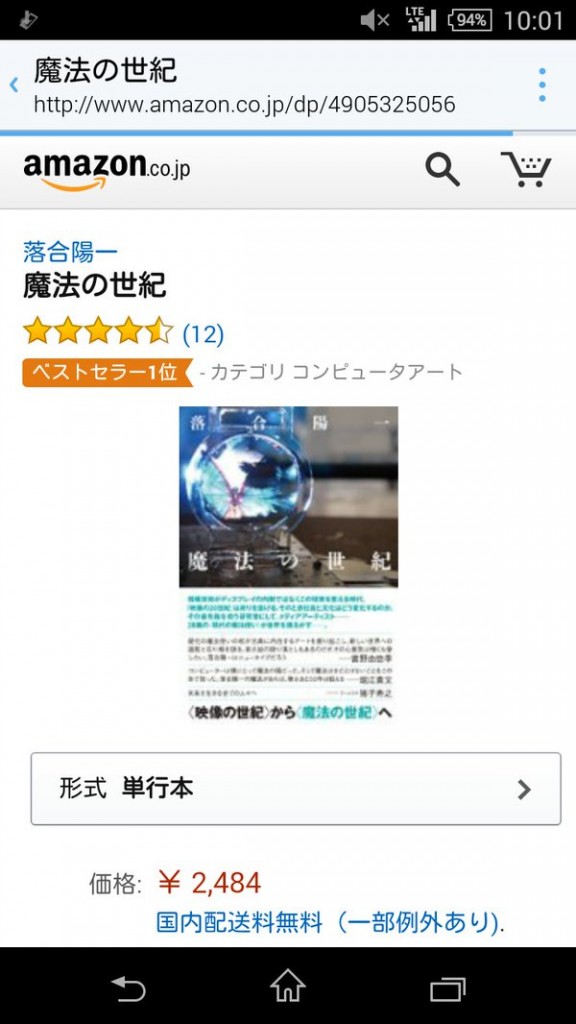 LTE
94%
10:01
魔法の世紀
http://www.amazon.co.jp/dp/4905325056
amazon.co.jp
落合陽一
魔法の世紀
(12)
ベストセラー1位 - カテゴリ コンピュータアート
落合陽一
魔法の世紀
〈映像の世紀〉から〈魔法の世紀〉へ
形式 単行本
価格: ￥ 2,484
国内配送料無料（一部例外あり).